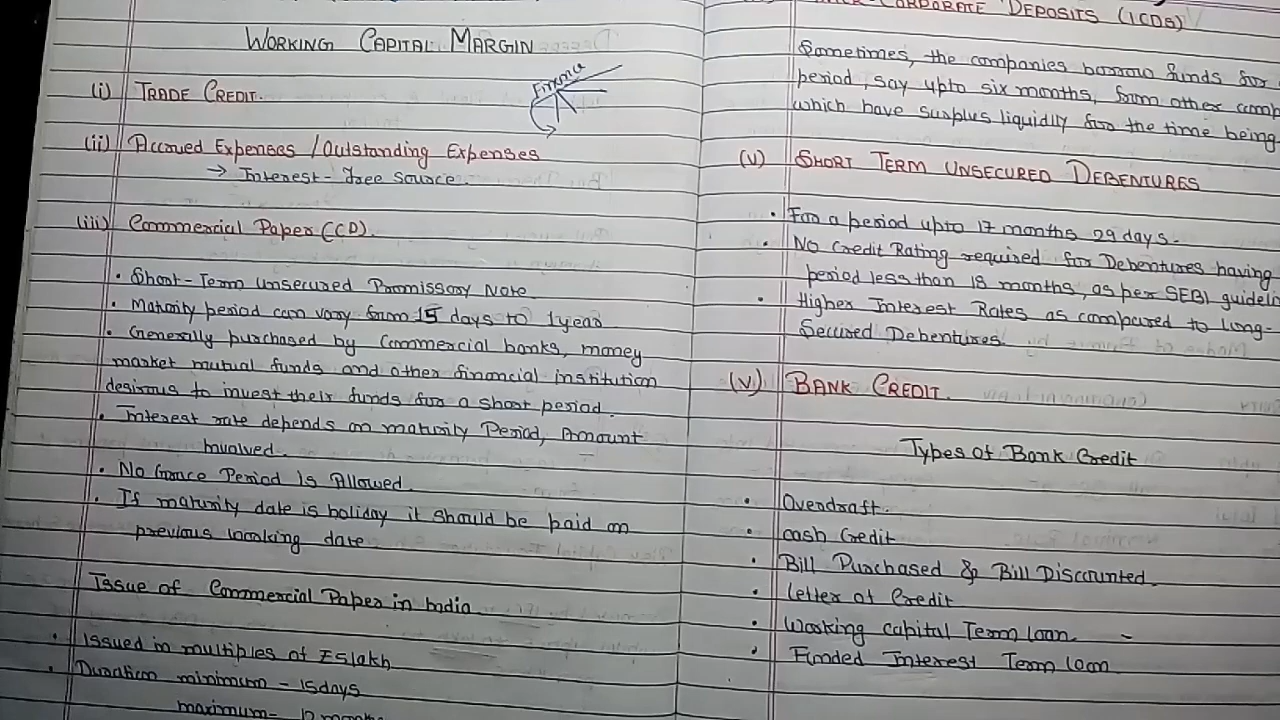 WORKING CAPITAL MARGIN
Finance
(i) TRADE CREDIT.
(ii) Accrued Expenses / Outstanding Expenses
→ Interest-free source.
(iii) Commercial Paper (CP).
• Short-Term Unsecured Promissory Note
• Maturity period can vary from 15 days to 1 year
• Generally purchased by Commercial banks, money
market mutual funds and other financial institution
desirous to invest their funds for a short period.
• Interest rate depends on maturity Period, Amount
Involved.
• No Grace Period Is Allowed.
• If maturity date is holiday it should be paid on
previous working date
Issue of Commercial Paper in India
• Issued in multiples of ₹5lakh
• Duration minimum - 15days
maximum- 12
CORPORATE DEPOSITS (ICDs)
Sometimes, the companies borrow funds for
period, say upto six months, from other comp
which have surplus liquidly for the time being
(V) SHORT TERM UNSECURED DEBENTURES
• For a period upto 17 months 29 days.
• No Credit Rating required for Debentures having
period less than 18 months, as per SEBI guideli
• Higher Interest Rates as compared to Long-
Secured Debentures.
(V) BANK CREDIT.
Types of Bank Credit
• Overdraft.
• Cash Credit
• Bill Purchased & Bill Discounted.
• Letter of Credit
• Working Capital Term loan. -
• Funded Interest Term loan